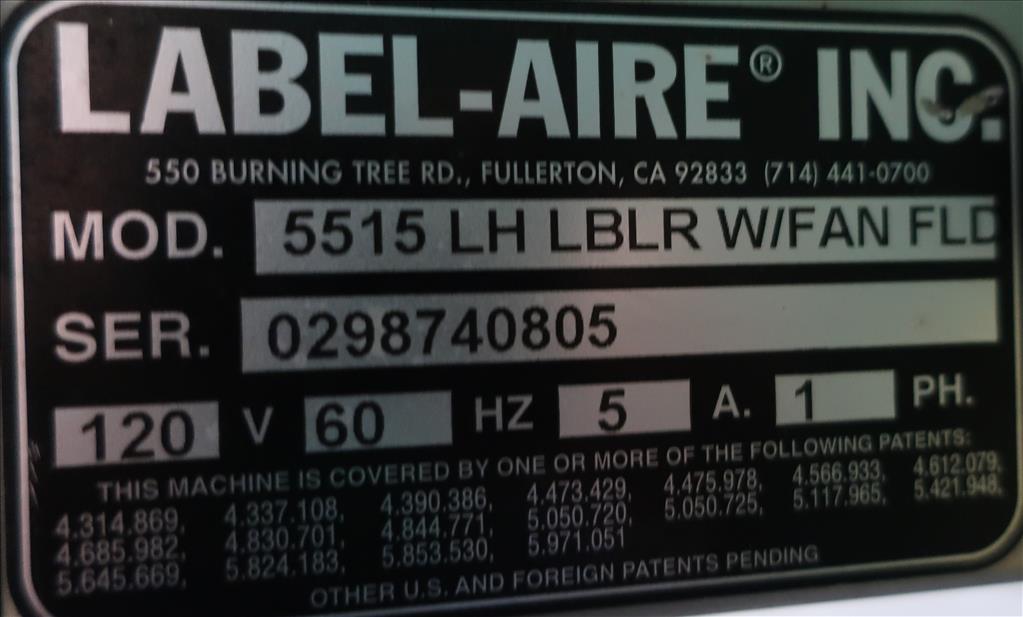 LABEL-AIRE® INC.
550 BURNING TREE RD., FULLERTON, CA 92833 (714) 441-0700
MOD. 5515 LH LBLR W/FAN FLD
SER. 0298740805
120 V 60 HZ 5 A. 1 PH.
THIS MACHINE IS COVERED BY ONE OR MORE OF THE FOLLOWING PATENTS:
4.314.869, 4.337.108, 4.390.386, 4.473.429, 4.475.978, 4.566.933, 4.612.079,
4.685.982, 4.830.701, 4.844.771, 5.050.720, 5.050.725, 5.117.965, 5.421.948,
5.645.669, 5.824.183, 5.853.530, 5.971.051
OTHER U.S. AND FOREIGN PATENTS PENDING